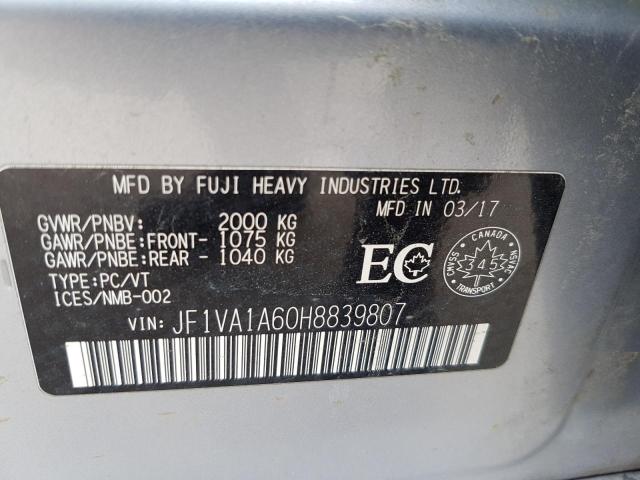 MFD BY FUJI HEAVY INDUSTRIES LTD.
MFD IN 03/17
GVWR/PNBV: 2000 KG
GAWR/PNBE:FRONT- 1075 KG
GAWR/PNBE:REAR - 1040 KG
TYPE:PC/VT
ICES/NMB-002
EC
CANADA
CMVSS
345
NSVAC
TRANSPORT
VIN: JF1VA1A60H8839807